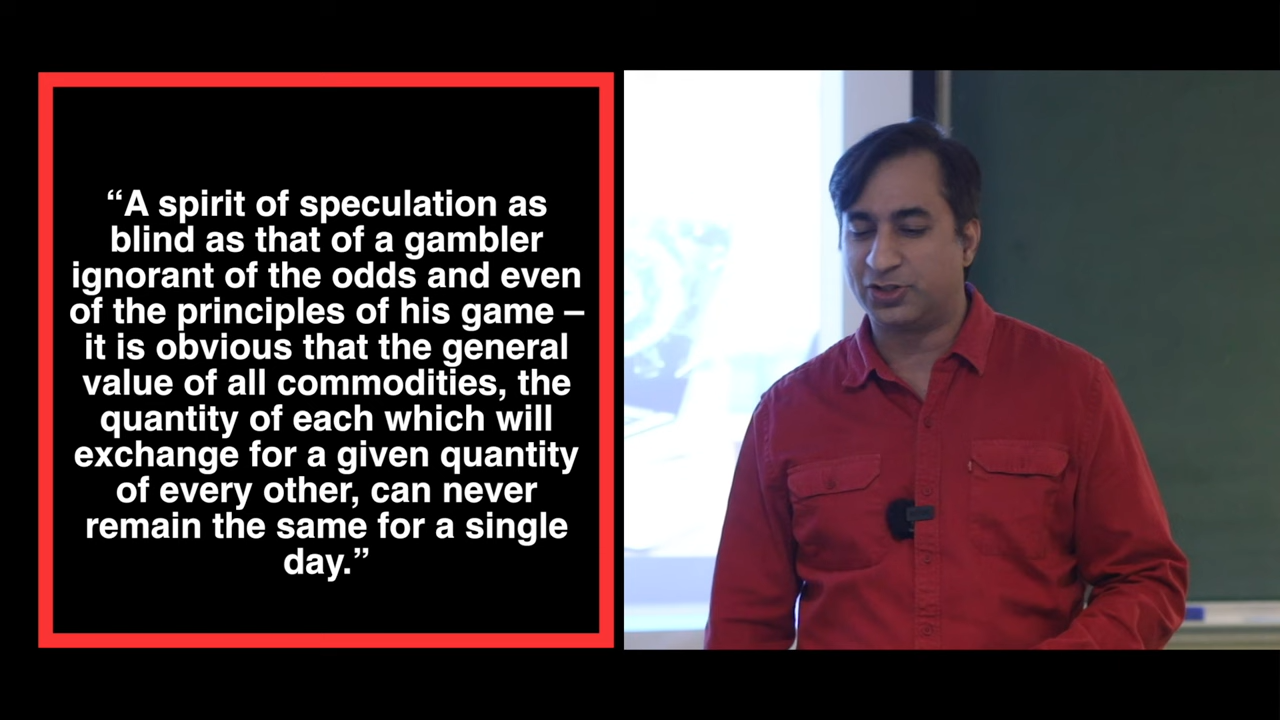 “A spirit of speculation as
blind as that of a gambler
ignorant of the odds and even
of the principles of his game –
it is obvious that the general
value of all commodities, the
quantity of each which will
exchange for a given quantity
of every other, can never
remain the same for a single
day.”